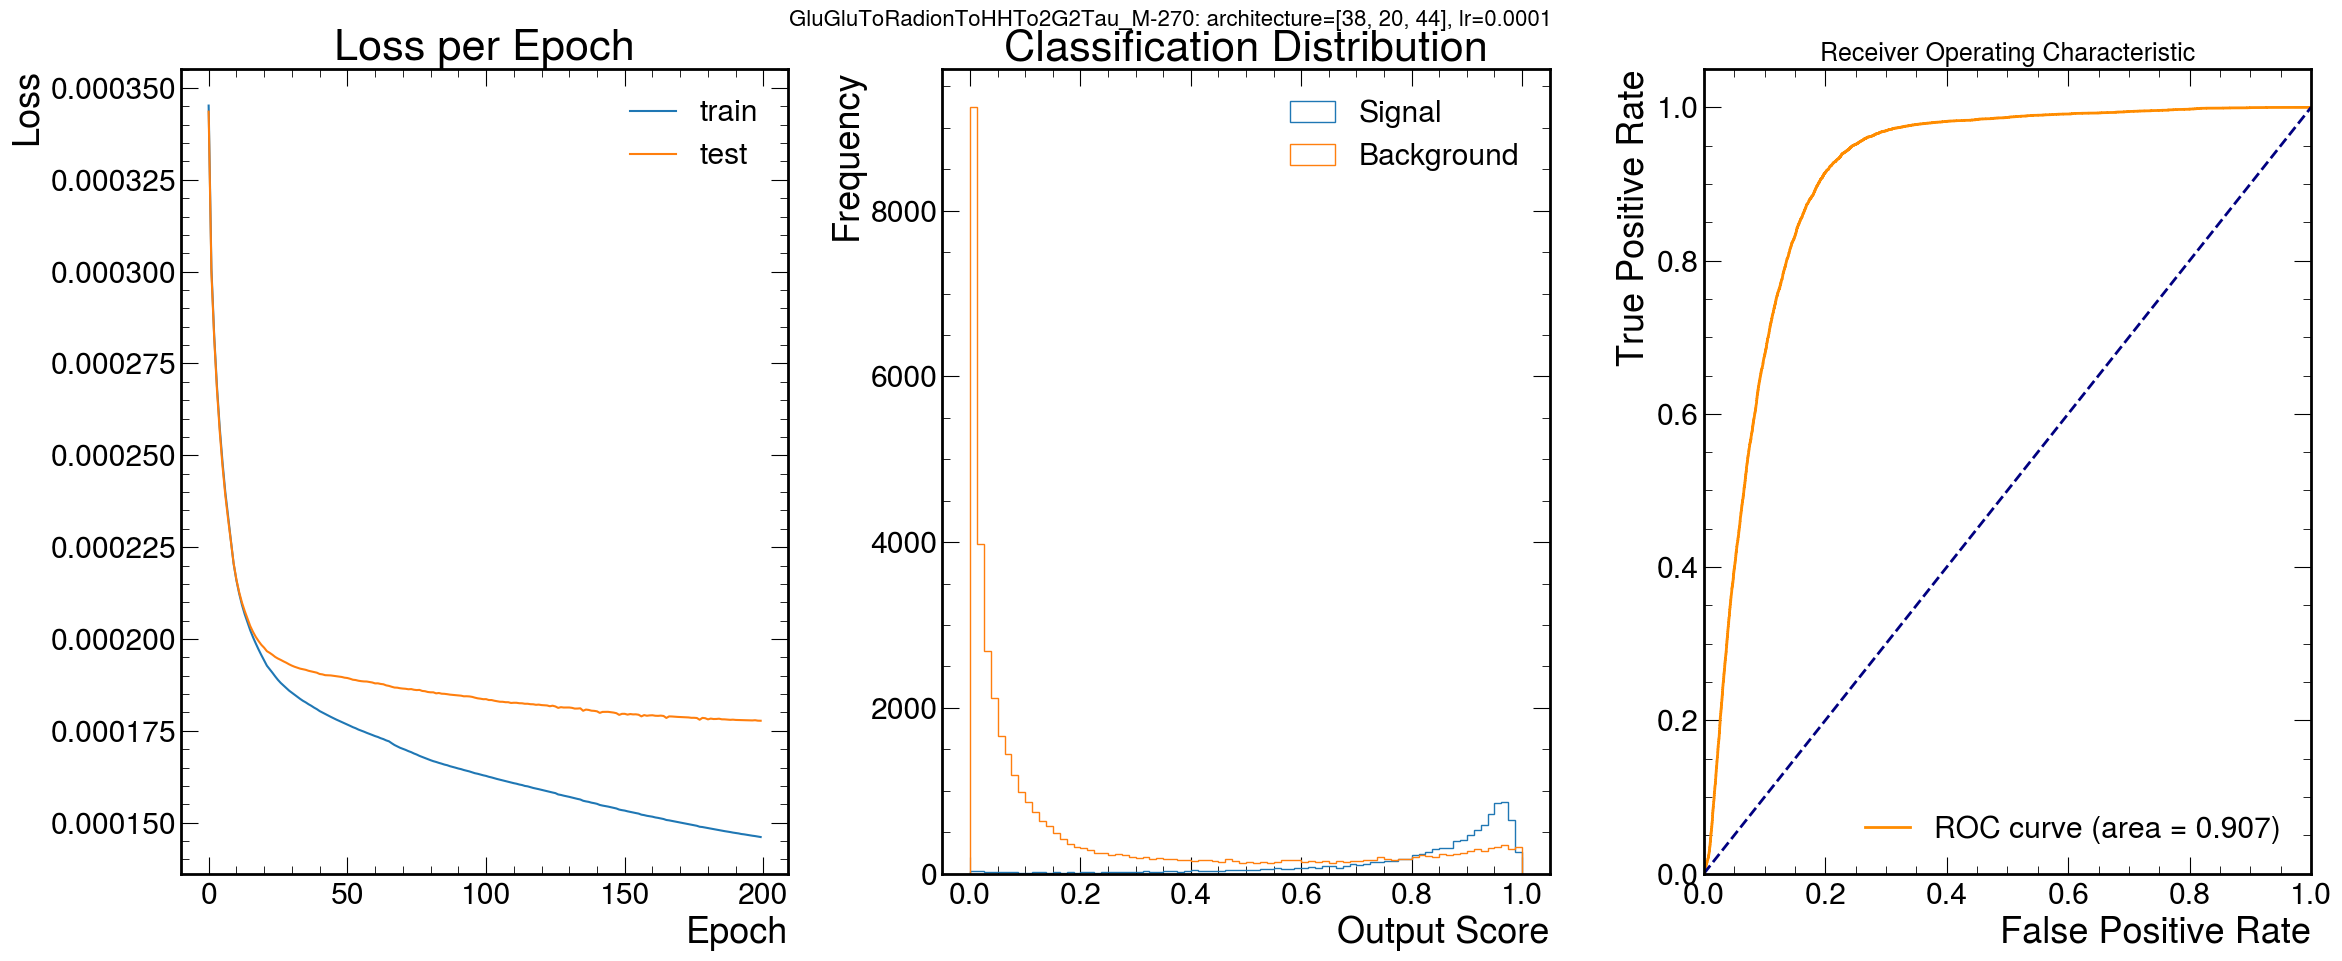 GluGluToRadionToHHTo2G2Tau_M-270: architecture=[38, 20, 44], lr=0.0001
Loss per Epoch
Loss
0.000350
0.000325
0.000300
0.000275
0.000250
0.000225
0.000200
0.000175
0.000150
train
test
0
50
100
150
200
Epoch
Classification Distribution
Frequency
8000
6000
4000
2000
0
Signal
Background
0.0
0.2
0.4
0.6
0.8
1.0
Output Score
Receiver Operating Characteristic
True Positive Rate
1.0
0.8
0.6
0.4
0.2
0.0
ROC curve (area = 0.907)
0.0
0.2
0.4
0.6
0.8
1.0
False Positive Rate